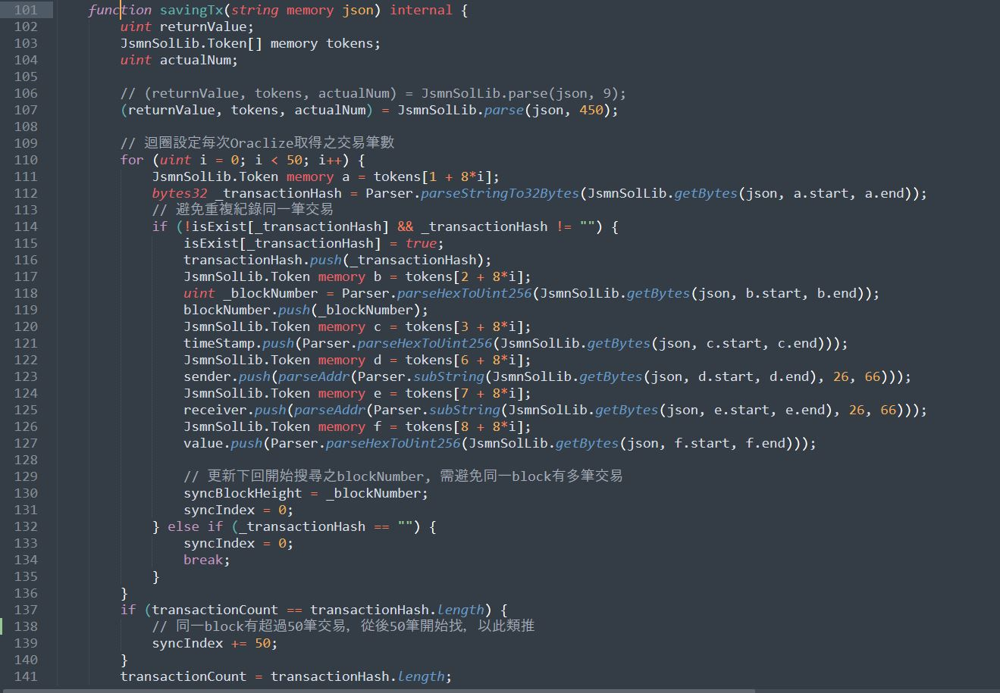 101 function savingTx(string memory json) internal {
102 uint returnValue;
103 JsmnSolLib.Token[] memory tokens;
104 uint actualNum;
105
106 // (returnValue, tokens, actualNum) = JsmnSolLib.parse(json, 9);
107 (returnValue, tokens, actualNum) = JsmnSolLib.parse(json, 450);
108
109 // 迴圈設定每次Oraclize取得之交易筆數
110 for (uint i = 0; i < 50; i++) {
111 JsmnSolLib.Token memory a = tokens[1 + 8*i];
112 bytes32 _transactionHash = Parser.parseStringTo32Bytes(JsmnSolLib.getBytes(json, a.start, a.end));
113 // 避免重複紀錄同一筆交易
114 if (!isExist[_transactionHash] && _transactionHash != "") {
115 isExist[_transactionHash] = true;
116 transactionHash.push(_transactionHash);
117 JsmnSolLib.Token memory b = tokens[2 + 8*i];
118 uint _blockNumber = Parser.parseHexToUint256(JsmnSolLib.getBytes(json, b.start, b.end));
119 blockNumber.push(_blockNumber);
120 JsmnSolLib.Token memory c = tokens[3 + 8*i];
121 timeStamp.push(Parser.parseHexToUint256(JsmnSolLib.getBytes(json, c.start, c.end)));
122 JsmnSolLib.Token memory d = tokens[6 + 8*i];
123 sender.push(parseAddr(Parser.subString(JsmnSolLib.getBytes(json, d.start, d.end), 26, 66)));
124 JsmnSolLib.Token memory e = tokens[7 + 8*i];
125 receiver.push(parseAddr(Parser.subString(JsmnSolLib.getBytes(json, e.start, e.end), 26, 66)));
126 JsmnSolLib.Token memory f = tokens[8 + 8*i];
127 value.push(Parser.parseHexToUint256(JsmnSolLib.getBytes(json, f.start, f.end)));
128
129 // 更新下回開始搜尋之blockNumber, 需避免同一block有多筆交易
130 syncBlockHeight = _blockNumber;
131 syncIndex = 0;
132 } else if (_transactionHash == "") {
133 syncIndex = 0;
134 break;
135 }
136 }
137 if (transactionCount == transactionHash.length) {
138 // 同一block有超過50筆交易, 從後50筆開始找, 以此類推
139 syncIndex += 50;
140 }
141 transactionCount = transactionHash.length;